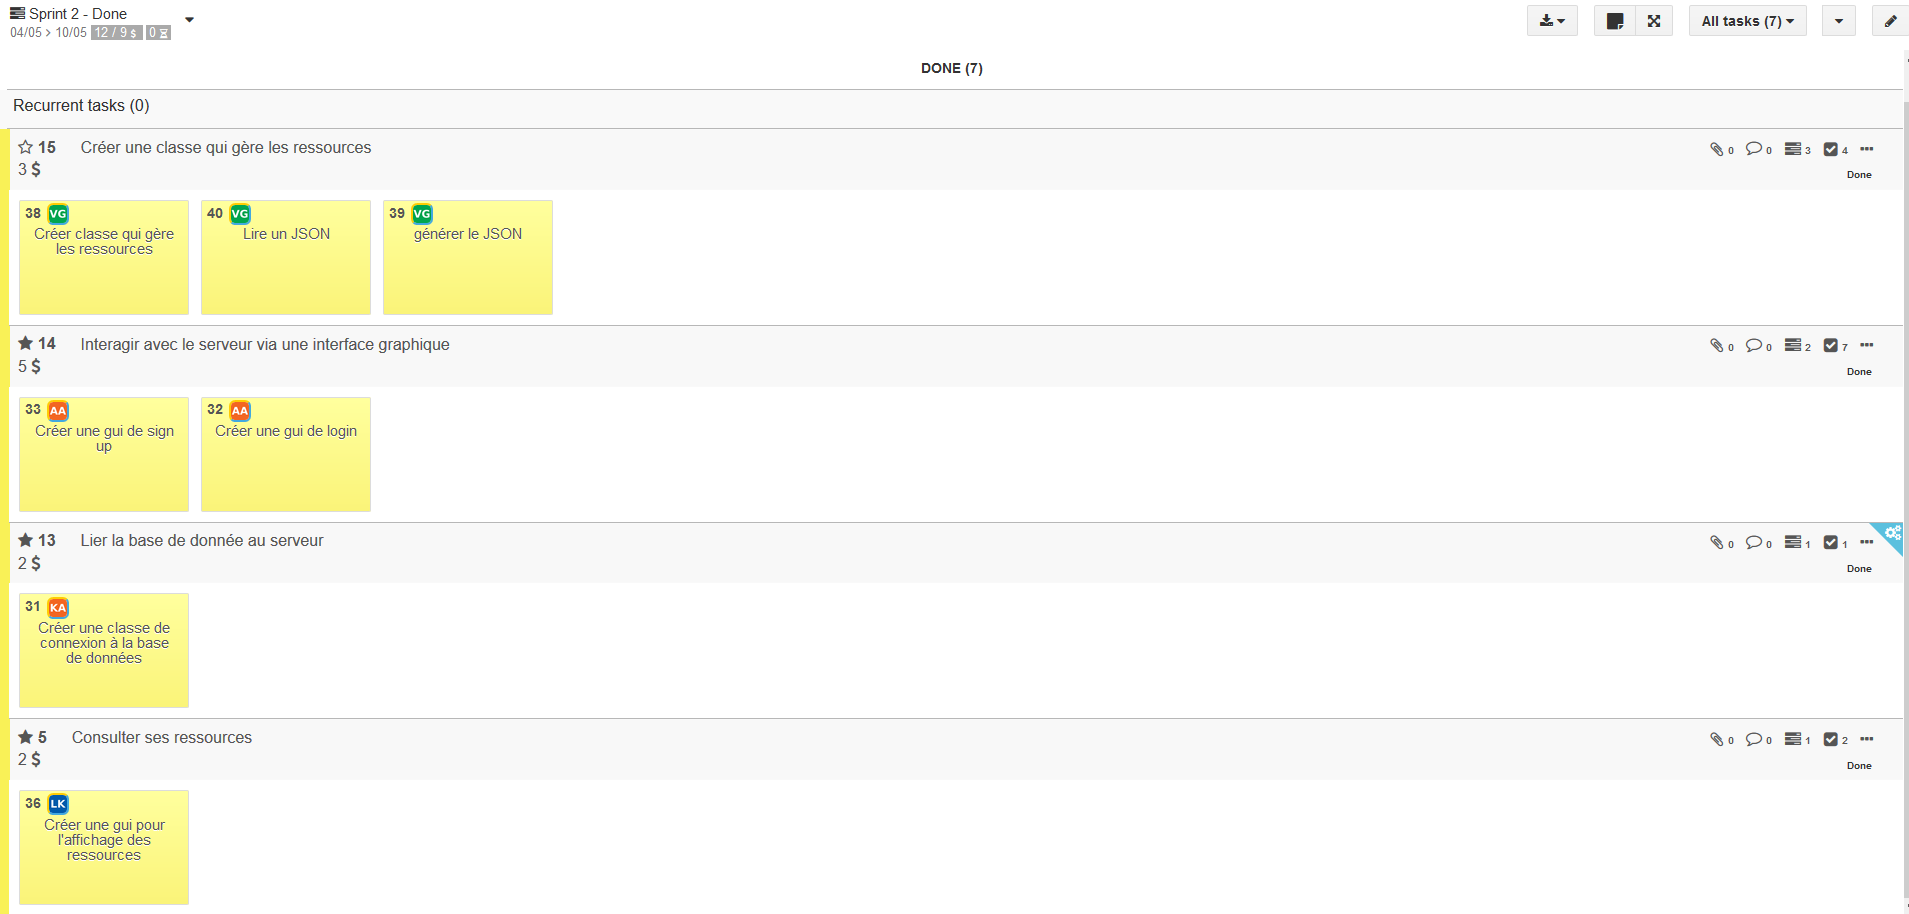 Sprint 2 - Done
04/05 > 10/05 12 / 9 $ 0
All tasks (7)
DONE (7)
Recurrent tasks (0)
15 Créer une classe qui gère les ressources
0 0 3 4
3 $
Done
38 VG
Créer classe qui gère
les ressources
40 VG
Lire un JSON
39 VG
générer le JSON
14 Interagir avec le serveur via une interface graphique
0 0 2 7
5 $
Done
33 AA
Créer une gui de sign
up
32 AA
Créer une gui de login
13 Lier la base de donnée au serveur
0 0 1 1
2 $
Done
31 KA
Créer une classe de
connexion à la base
de données
5 Consulter ses ressources
0 0 1 2
2 $
Done
36 LK
Créer une gui pour
l'affichage des
ressources